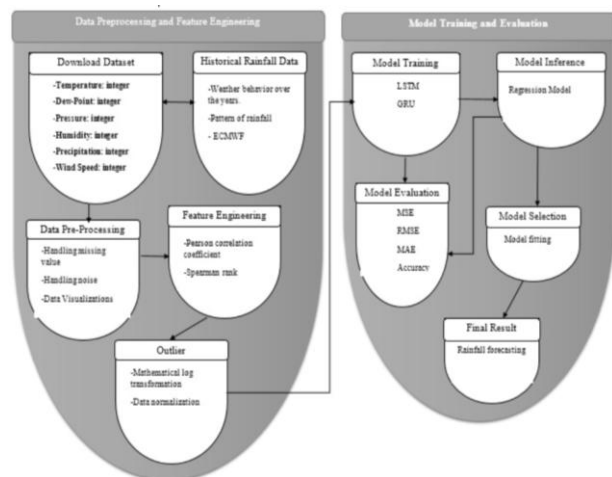 Data Preprocessing and Feature Engineering
Download Dataset
-Temperature: integer
-Dew-Point: integer
-Pressure: integer
-Humidity: integer
-Precipitation: integer
-Wind Speed: integer
Historical Rainfall Data
-Weather behavior over
the years.
-Pattern of rainfall
- ECMWF
Data Pre-Processing
-Handling missing
value
-Handling noise
-Data Visualizations
Feature Engineering
-Pearson correlation
coefficient
-Spearman rank
Outlier
-Mathematical log
transformation
-Data normalization
Model Training and Evaluation
Model Training
LSTM
GRU
Model Inference
Regression Model
Model Evaluation
MSE
RMSE
MAE
Accuracy
Model Selection
Model fitting
Final Result
Rainfall forecasting